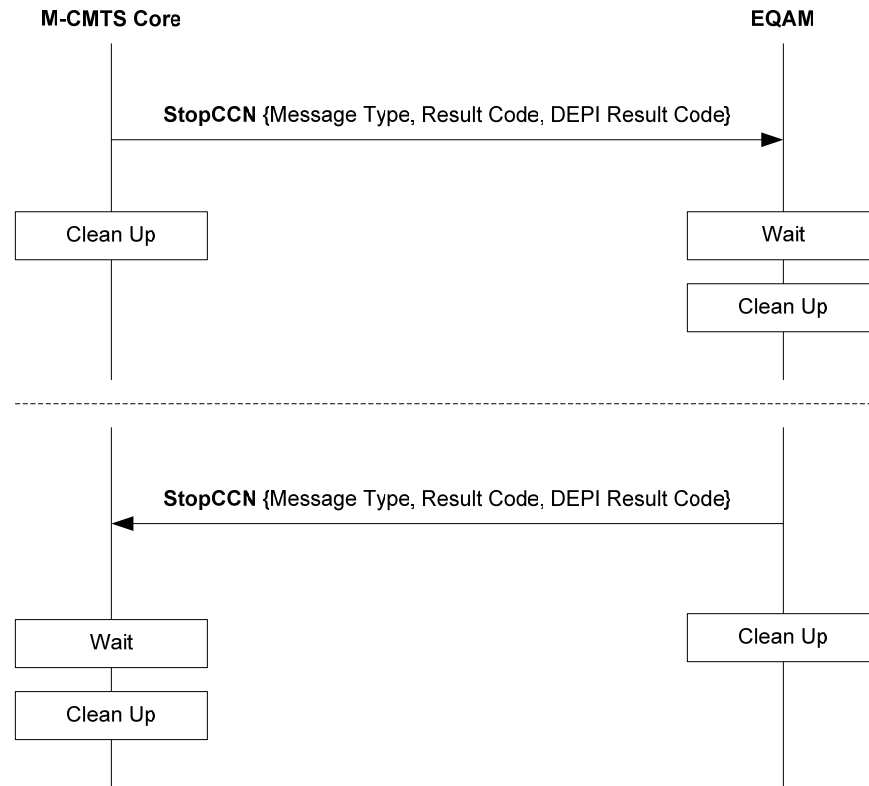 M-CMTS Core
EQAM
StopCCN {Message Type, Result Code, DEPI Result Code}
Clean Up
Wait
Clean Up
StopCCN {Message Type, Result Code, DEPI Result Code}
Wait
Clean Up
Clean Up